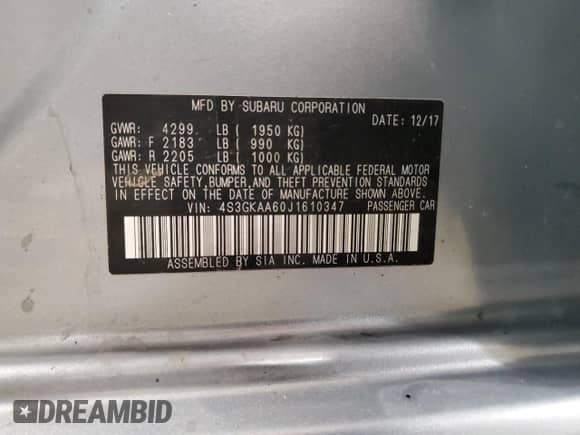 MFD BY SUBARU CORPORATION
DATE: 12/17
GVWR: 4299. LB ( 1950 KG)
GAWR: F 2183 LB ( 990 KG)
GAWR: R 2205 LB ( 1000 KG)
THIS VEHICLE CONFORMS TO ALL APPLICABLE FEDERAL MOTOR
VEHICLE SAFETY,BUMPER,AND THEFT PREVENTION STANDARDS
IN EFFECT ON THE DATE OF MANUFACTURE SHOWN ABOVE.
VIN: 4S3GKAA60J1610347 PASSENGER CAR
ASSEMBLED BY SIA INC. MADE IN U.S.A.
DREAMBID